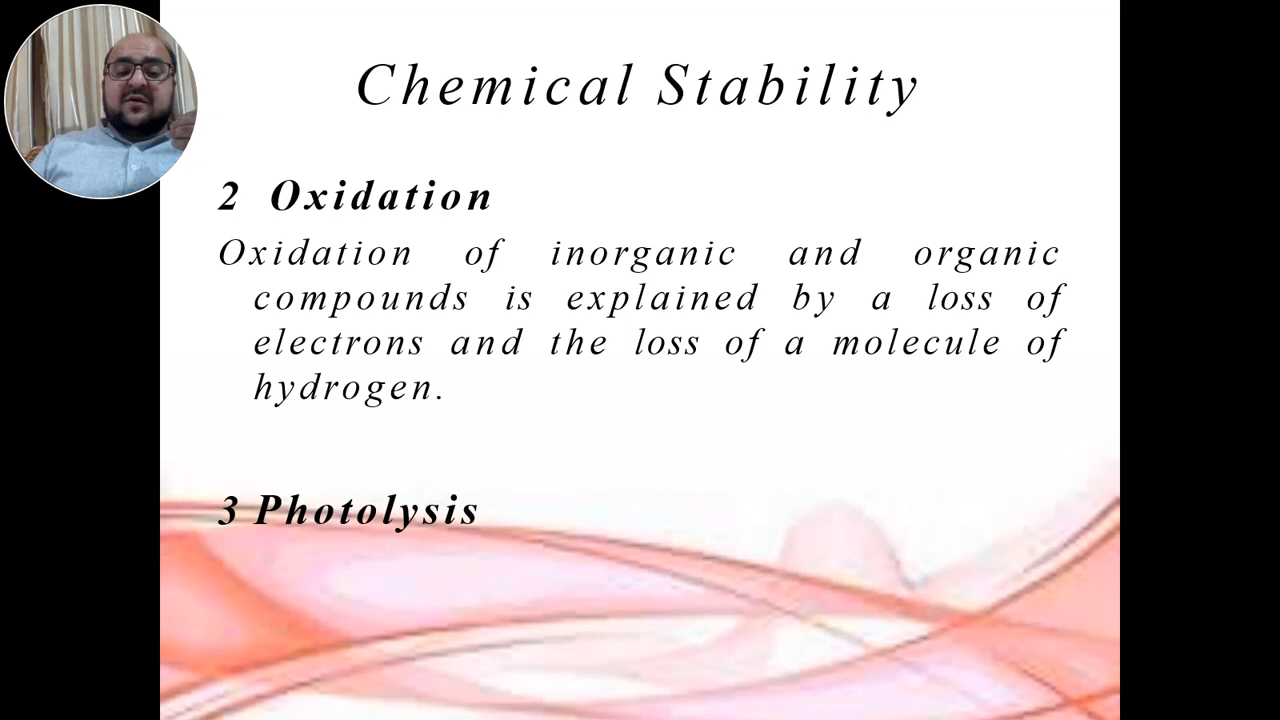 Chemical Stability
2 Oxidation
Oxidation of inorganic and organic
compounds is explained by a loss of
electrons and the loss of a molecule of
hydrogen.
3 Photolysis